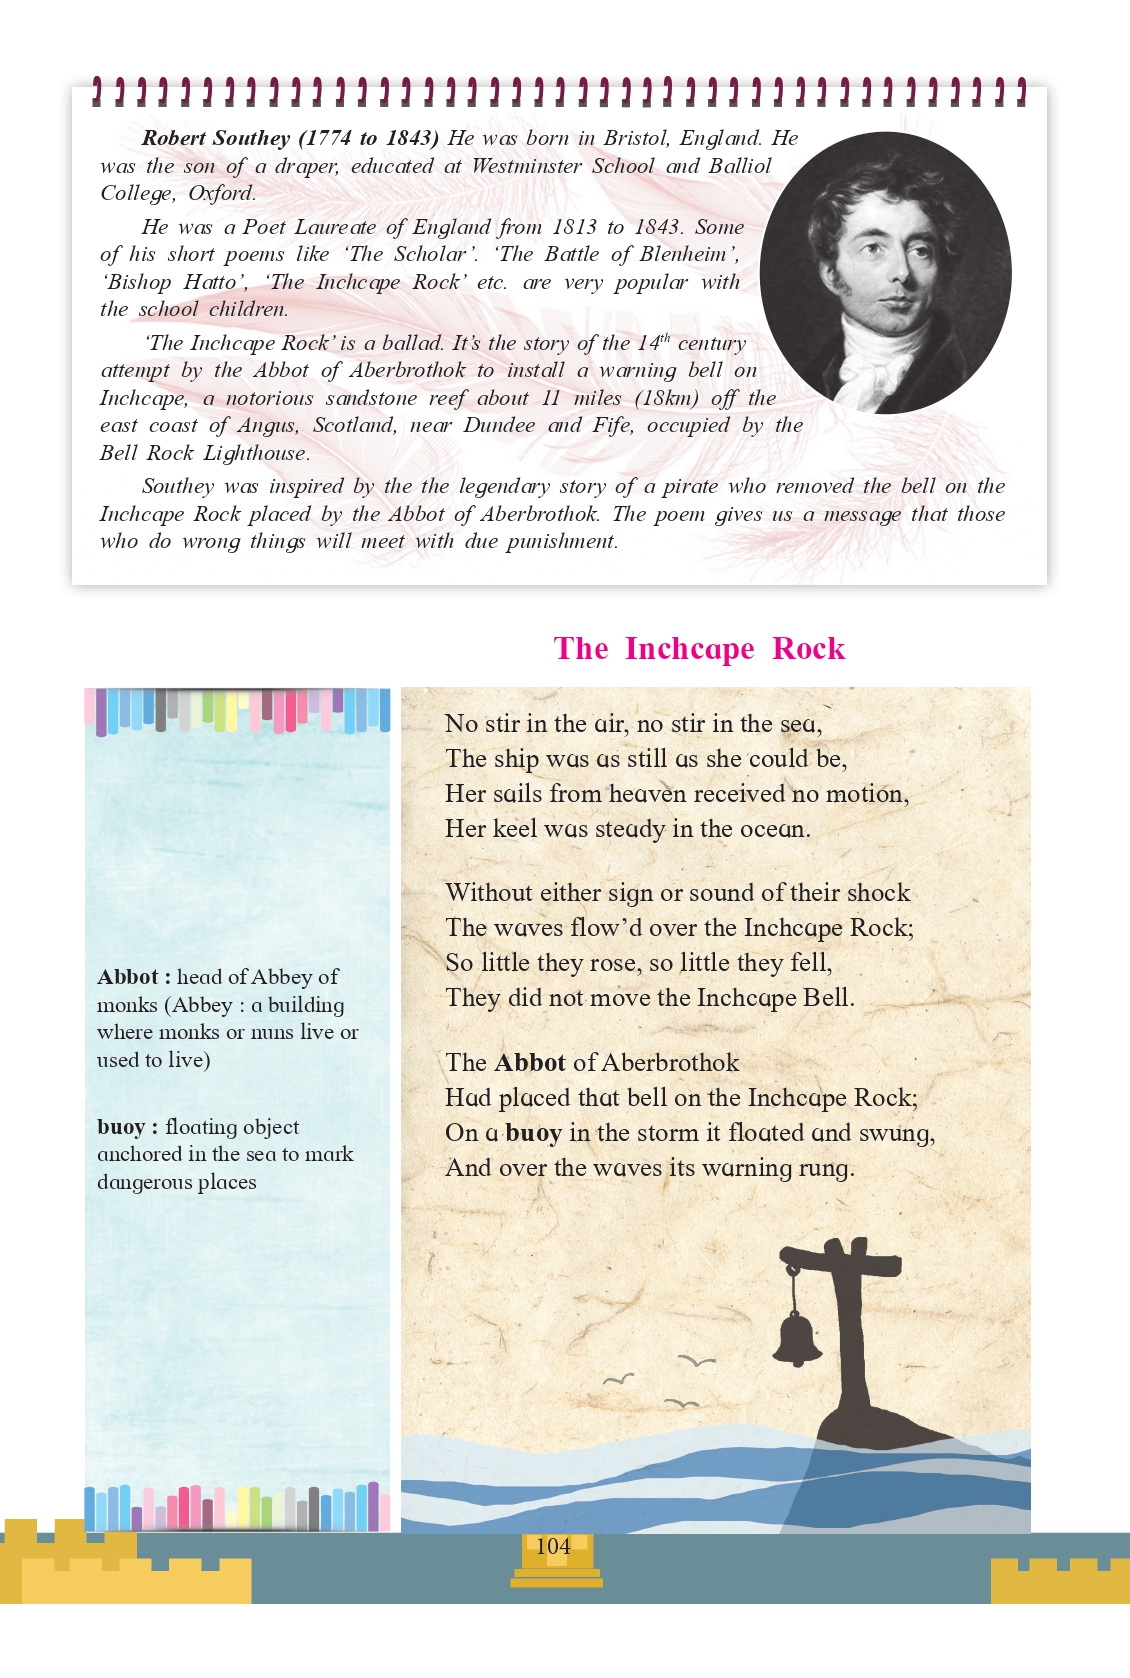 Robert Southey (1774 to 1843) He was born in Bristol, England. He
was the son of a draper, educated at Westminster School and Balliol
College, Oxford.
He was a Poet Laureate of England from 1813 to 1843. Some
of his short poems like ‘The Scholar’. ‘The Battle of Blenheim’,
‘Bishop Hatto’, ‘The Inchcape Rock’ etc. are very popular with
the school children.
‘The Inchcape Rock’ is a ballad. It’s the story of the 14th century
attempt by the Abbot of Aberbrothok to install a warning bell on
Inchcape, a notorious sandstone reef about 11 miles (18km) off the
east coast of Angus, Scotland, near Dundee and Fife, occupied by the
Bell Rock Lighthouse.
Southey was inspired by the the legendary story of a pirate who removed the bell on the
Inchcape Rock placed by the Abbot of Aberbrothok. The poem gives us a message that those
who do wrong things will meet with due punishment.
The Inchcape Rock
No stir in the air, no stir in the sea,
The ship was as still as she could be,
Her sails from heaven received no motion,
Her keel was steady in the ocean.
Without either sign or sound of their shock
The waves flow’d over the Inchcape Rock;
So little they rose, so little they fell,
They did not move the Inchcape Bell.
The Abbot of Aberbrothok
Had placed that bell on the Inchcape Rock;
On a buoy in the storm it floated and swung,
And over the waves its warning rung.
Abbot : head of Abbey of
monks (Abbey : a building
where monks or nuns live or
used to live)
buoy : floating object
anchored in the sea to mark
dangerous places
104